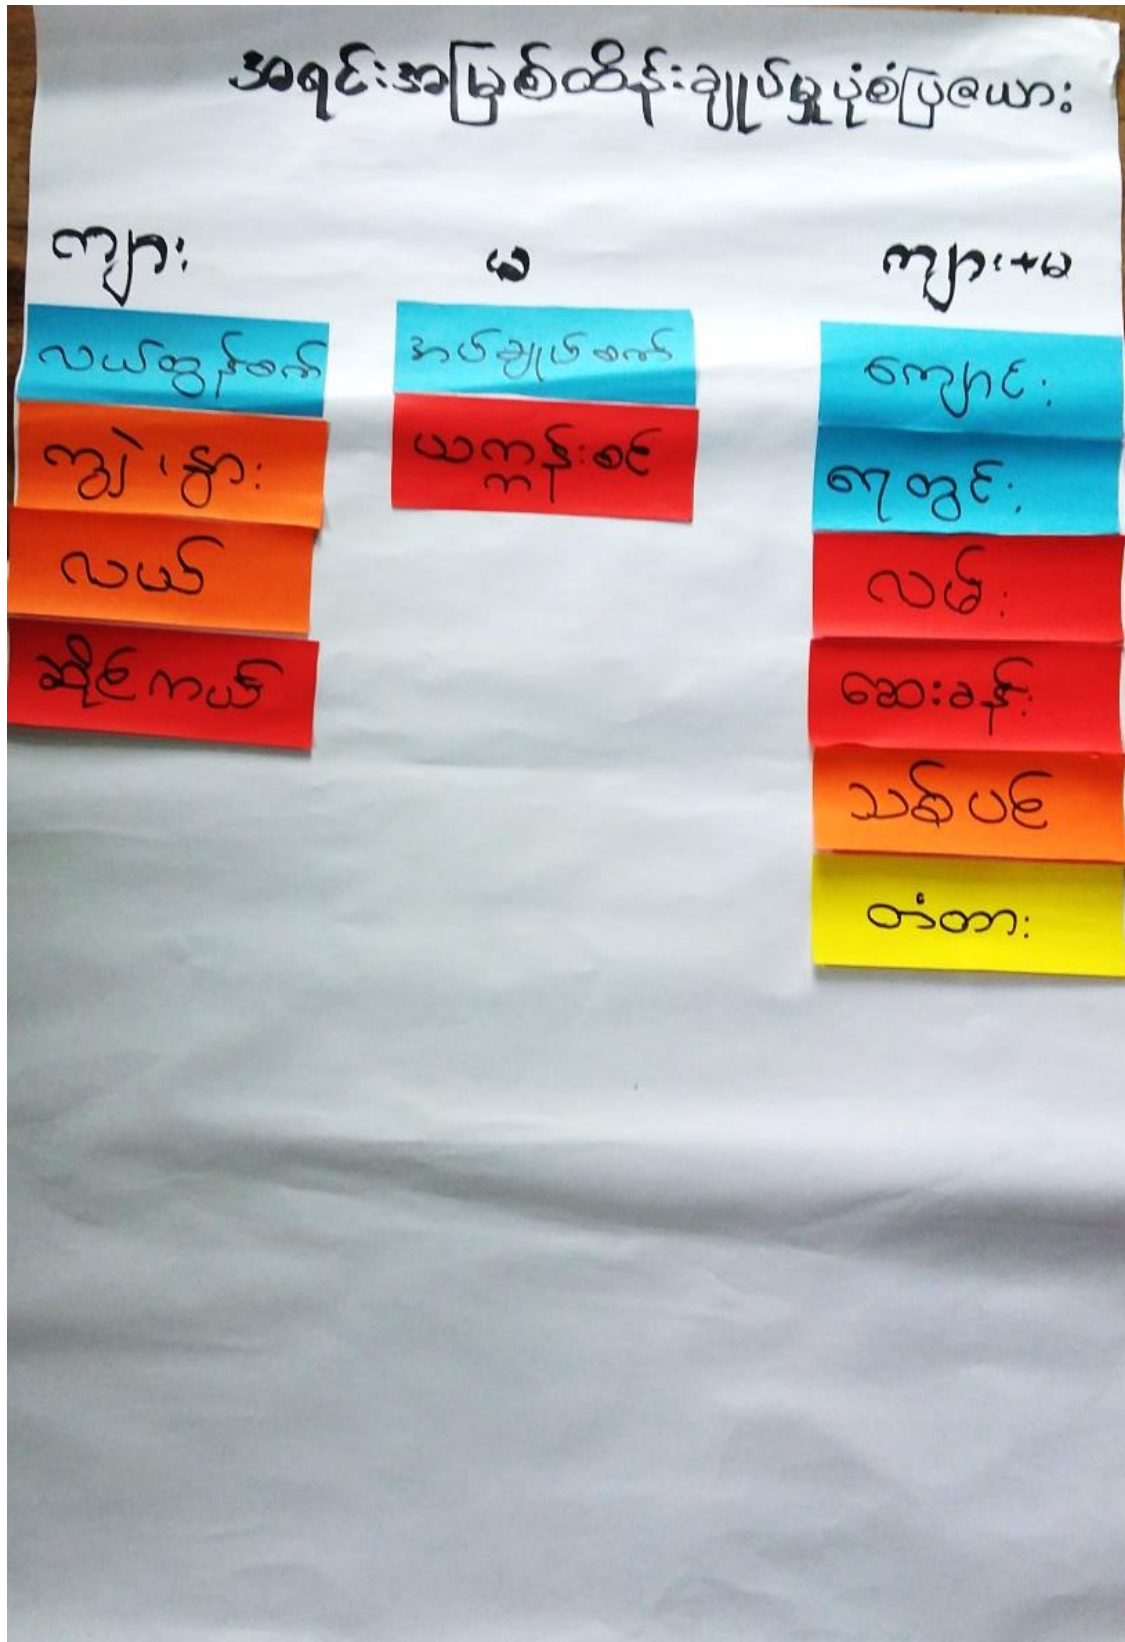 အရင်းအမြစ်ထိန်းချုပ်မှုပုံစံပြဇယား
ကျား
မ
ကျား+မ
လယ်ထွန်စက်
ကျွဲ၊နွား
လယ်
ဆိုင်ကယ်
အပ်ချုပ်စက်
ယက္ကန်းစင်
ကျောင်း
ရေတွင်း
လမ်း
ဆေးခန်း
သစ်ပင်
တံတား